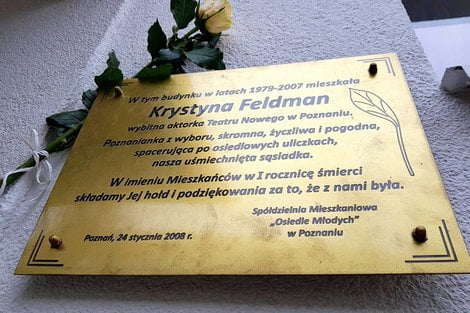 W tym budynku w latach 1979-2007 mieszkała
Krystyna Feldman
wybitna aktorka Teatru Nowego w Poznaniu.
Poznanianka z wyboru, skromna, życzliwa i pogodna,
spacerująca po osiedlowych uliczkach,
nasza uśmiechnięta sąsiadka.
W imieniu Mieszkańców w I rocznicę śmierci
składamy Jej hołd i podziękowania za to, że z nami była.
Spółdzielnia Mieszkaniowa
„Osiedle Młodych"
w Poznaniu
Poznań, 24 stycznia 2008 r.